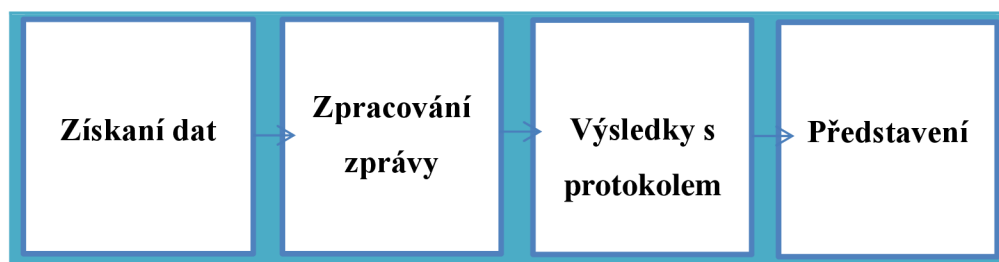 Získaní dat
Zpracování
zprávy
Výsledky s
protokolem
Představení